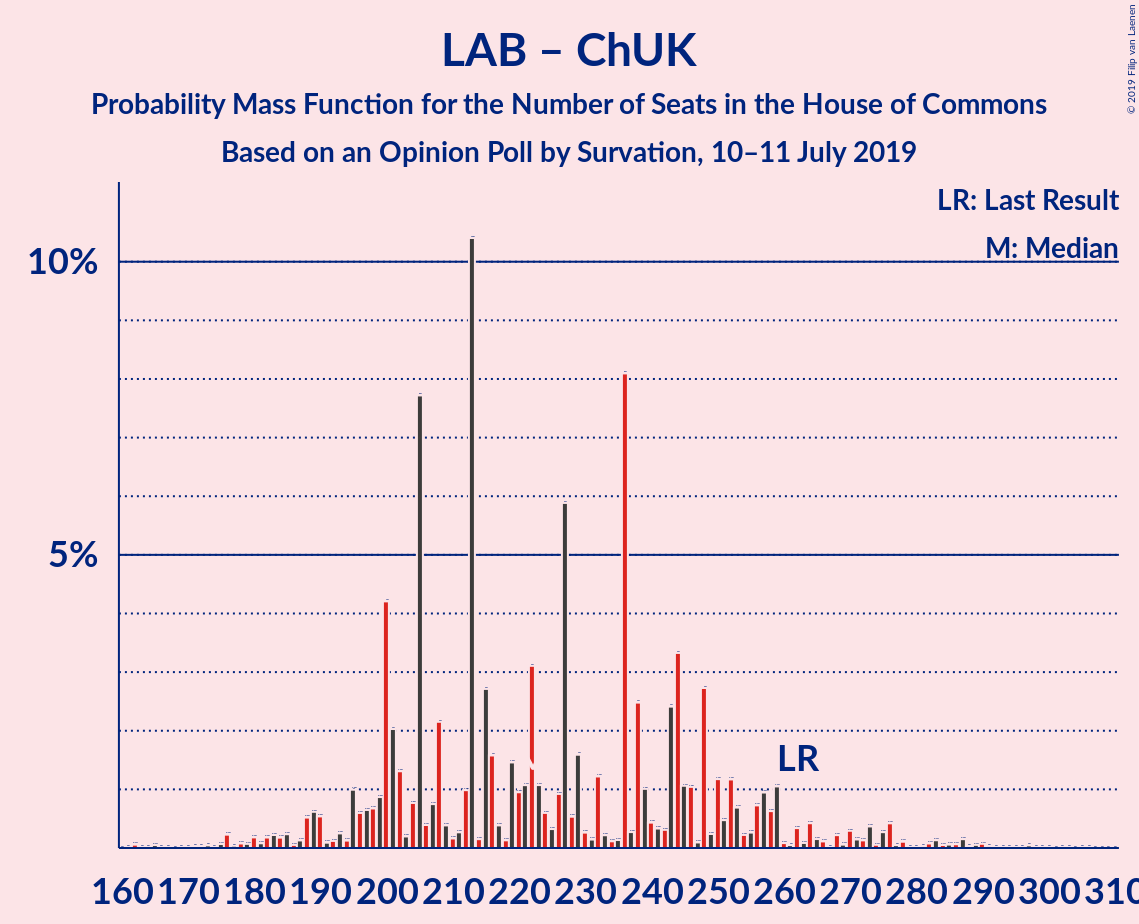 LAB – ChUK
Probability Mass Function for the Number of Seats in the House of Commons
Based on an Opinion Poll by Survation, 10–11 July 2019
© 2019 Filip van Laenen
LR: Last Result
M: Median
10%
5%
LR
160 170 180 190 200 210 220 230 240 250 260 270 280 290 300 310